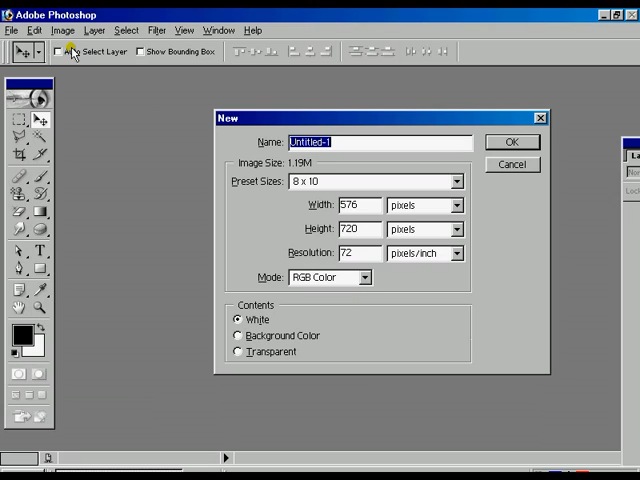 Adobe Photoshop
File Edit Image Layer Select Filter View Window Help
Select Layer Show Bounding Box
New
Name: Untitled-1 OK
Image Size: 1.19M Cancel
Preset Sizes: 8 x 10
Width: 576 pixels
Height: 720 pixels
Resolution: 72 pixels/inch
Mode: RGB Color
Contents
White
Background Color
Transparent